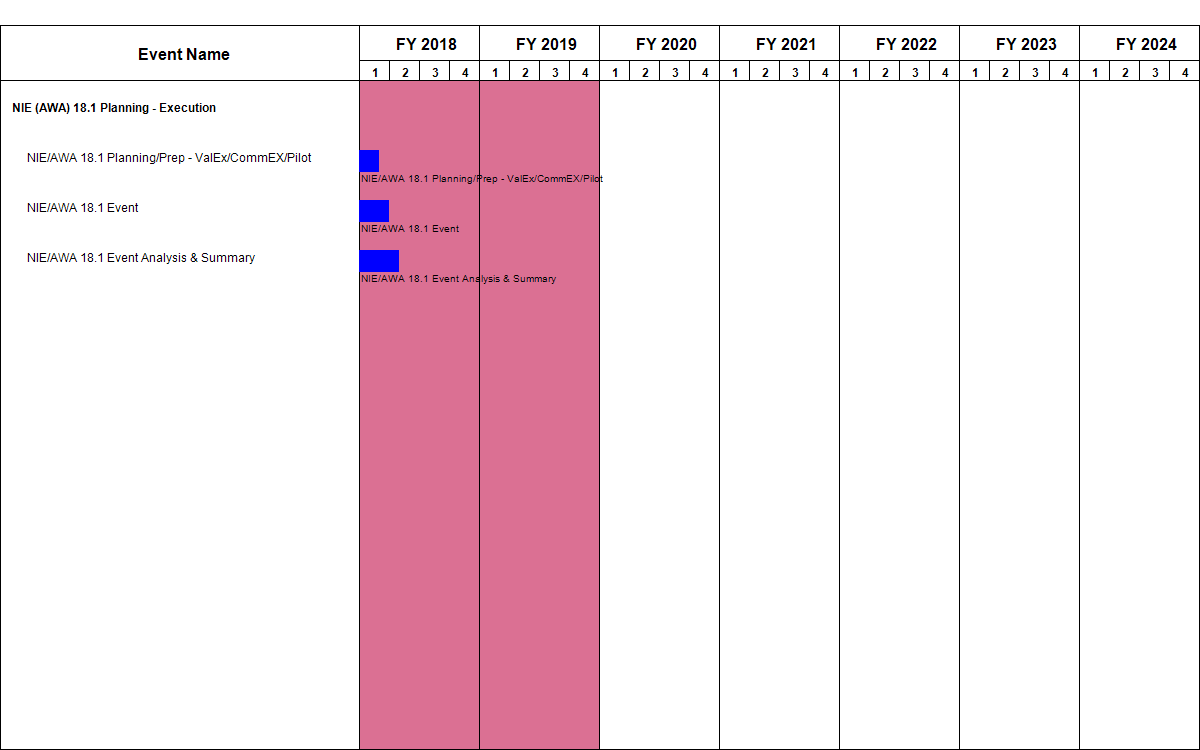 Event Name
FY 2018 FY 2019 FY 2020 FY 2021 FY 2022 FY 2023 FY 2024
1 2 3 4 1 2 3 4 1 2 3 4 1 2 3 4 1 2 3 4 1 2 3 4 1 2 3 4
NIE (AWA) 18.1 Planning - Execution
NIE/AWA 18.1 Planning/Prep - ValEx/CommEX/Pilot
NIE/AWA 18.1 Planning/Prep - ValEx/CommEX/Pilot
NIE/AWA 18.1 Event
NIE/AWA 18.1 Event
NIE/AWA 18.1 Event Analysis & Summary
NIE/AWA 18.1 Event Analysis & Summary